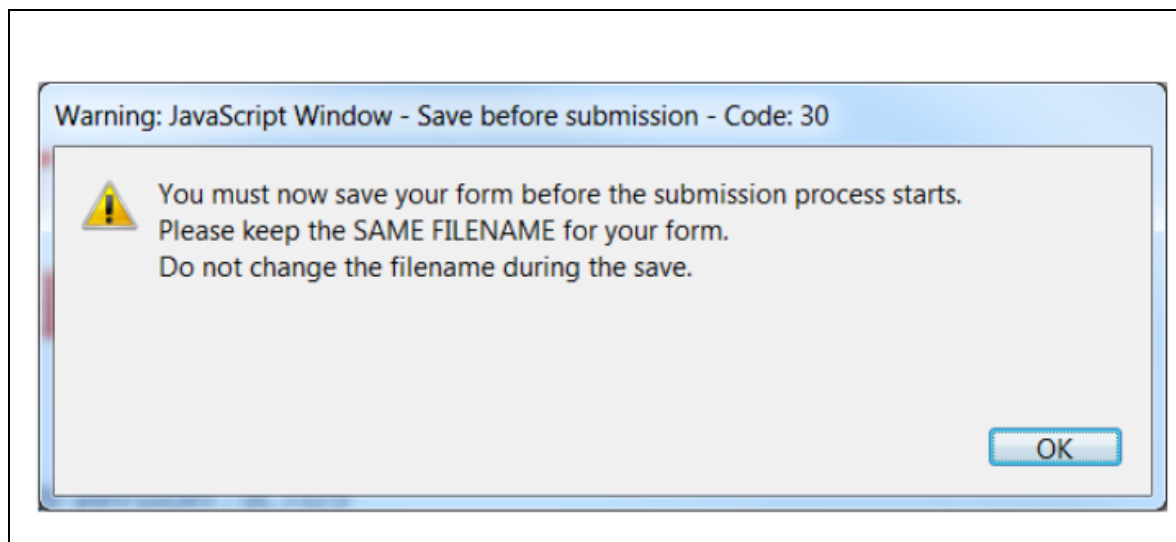 Warning: JavaScript Window - Save before submission - Code: 30
You must now save your form before the submission process starts.
Please keep the SAME FILENAME for your form.
Do not change the filename during the save.
OK